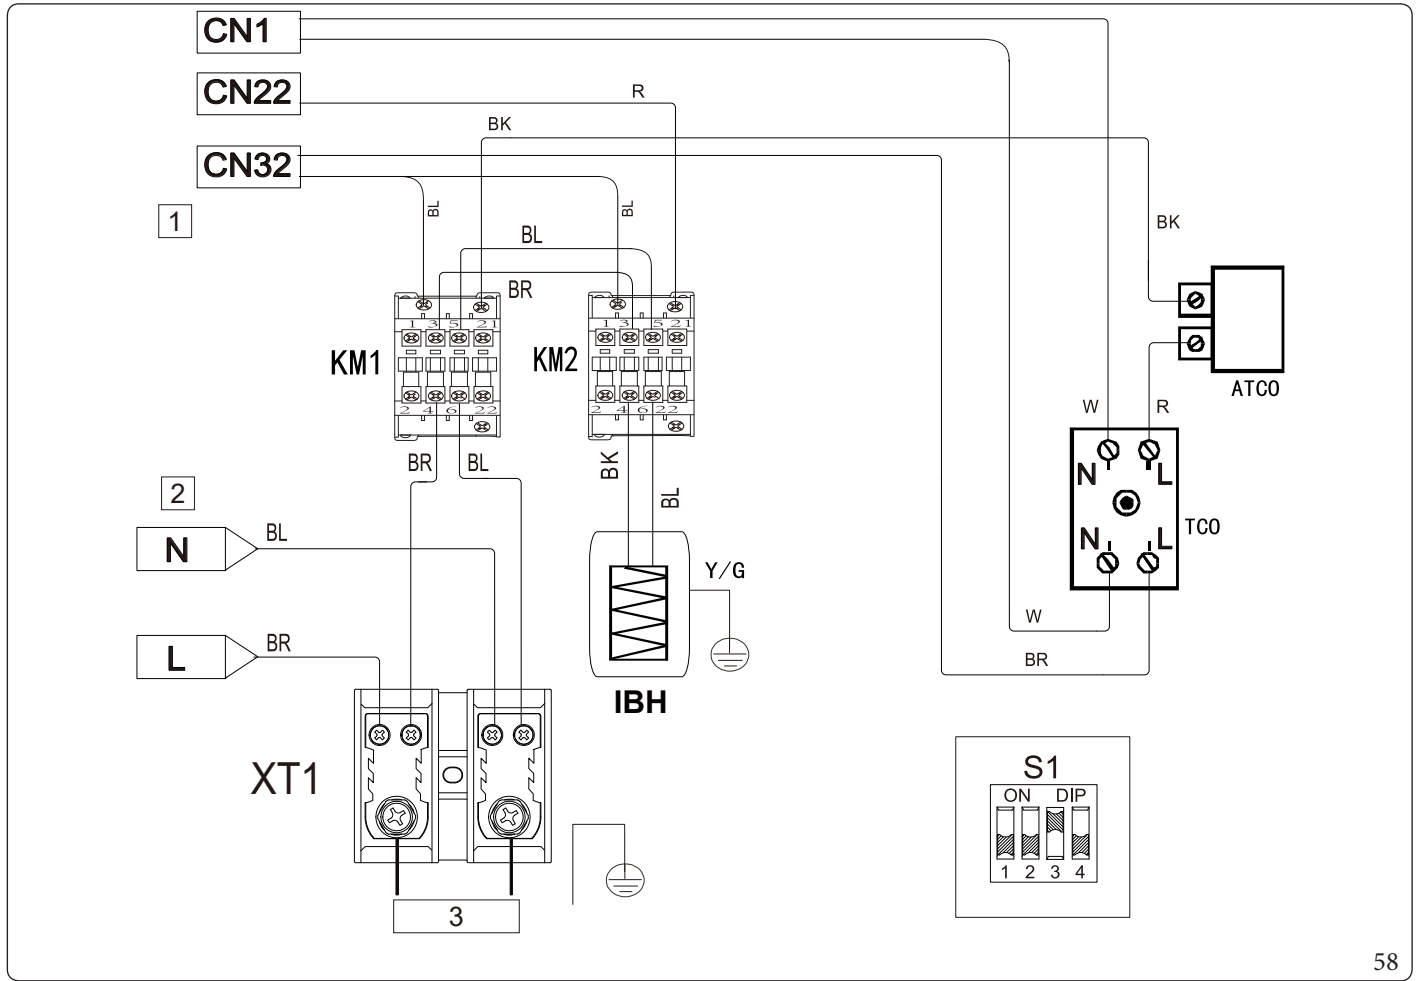 CN1
CN22
R
BK
CN32
BL
BL
1
BK
BL
BR
1 3 5 21
1 3 5 21
KM1
KM2
ATCO
2 4 6 22
2 4 6 22
W
R
BR
BL
BK
BL
N
L
TCO
N
L
2
N
BL
Y/G
W
L
BR
BR
IBH
XT1
S1
ON DIP
1 2 3 4
3
58